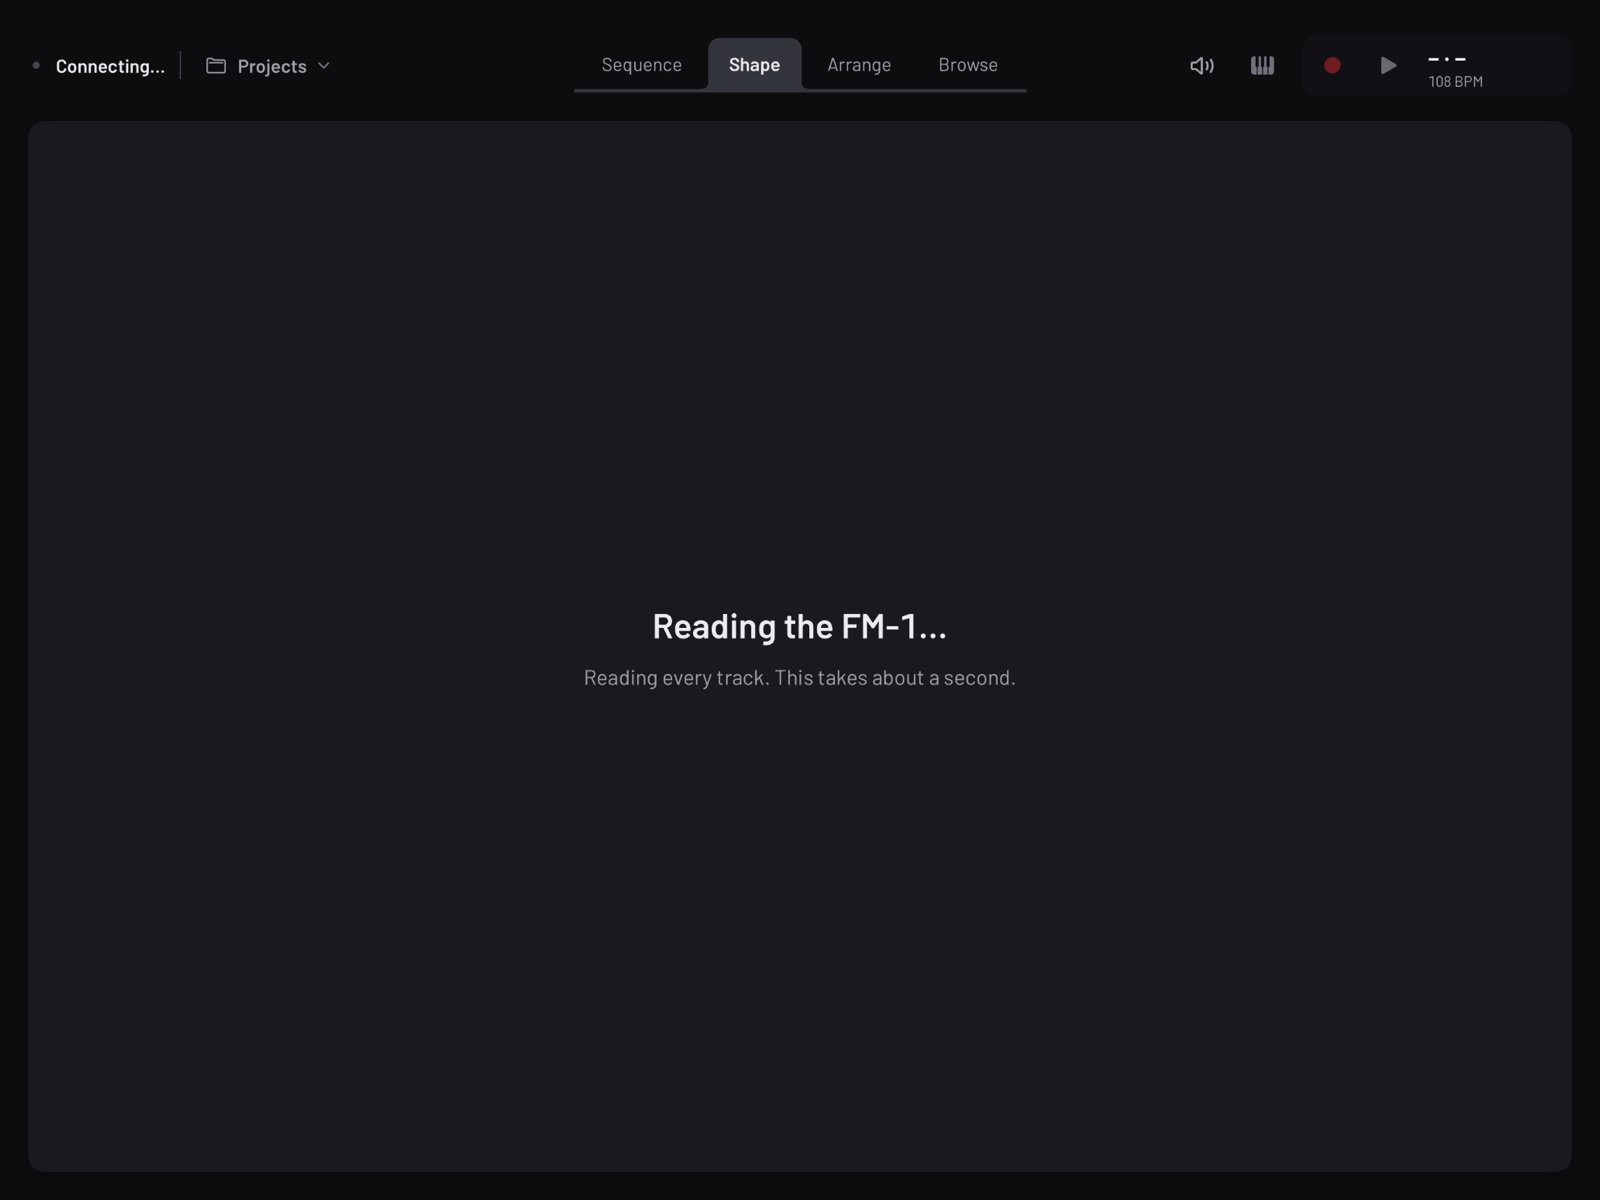 Connecting...
Projects
Sequence
Shape
Arrange
Browse
–·–
108 BPM
Reading the FM-1...
Reading every track. This takes about a second.